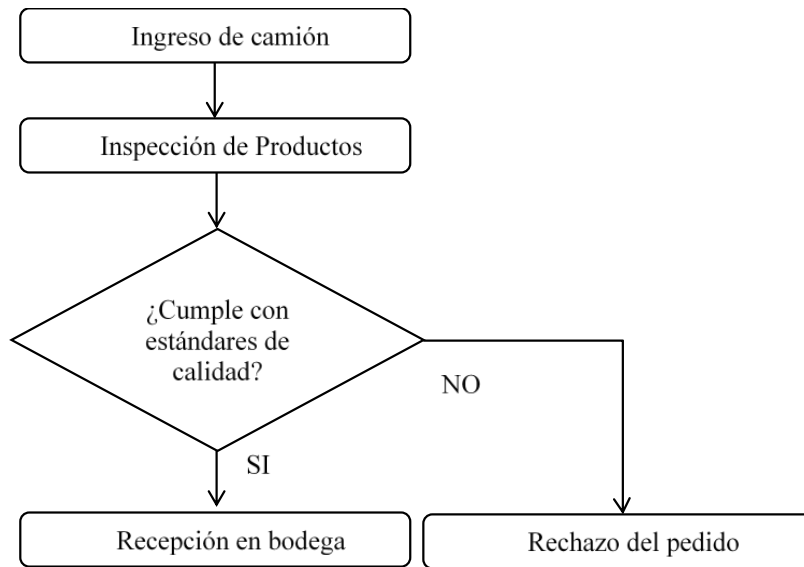 Ingreso de camión
Inspección de Productos
¿Cumple con
estándares de
calidad?
NO
SI
Recepción en bodega
Rechazo del pedido